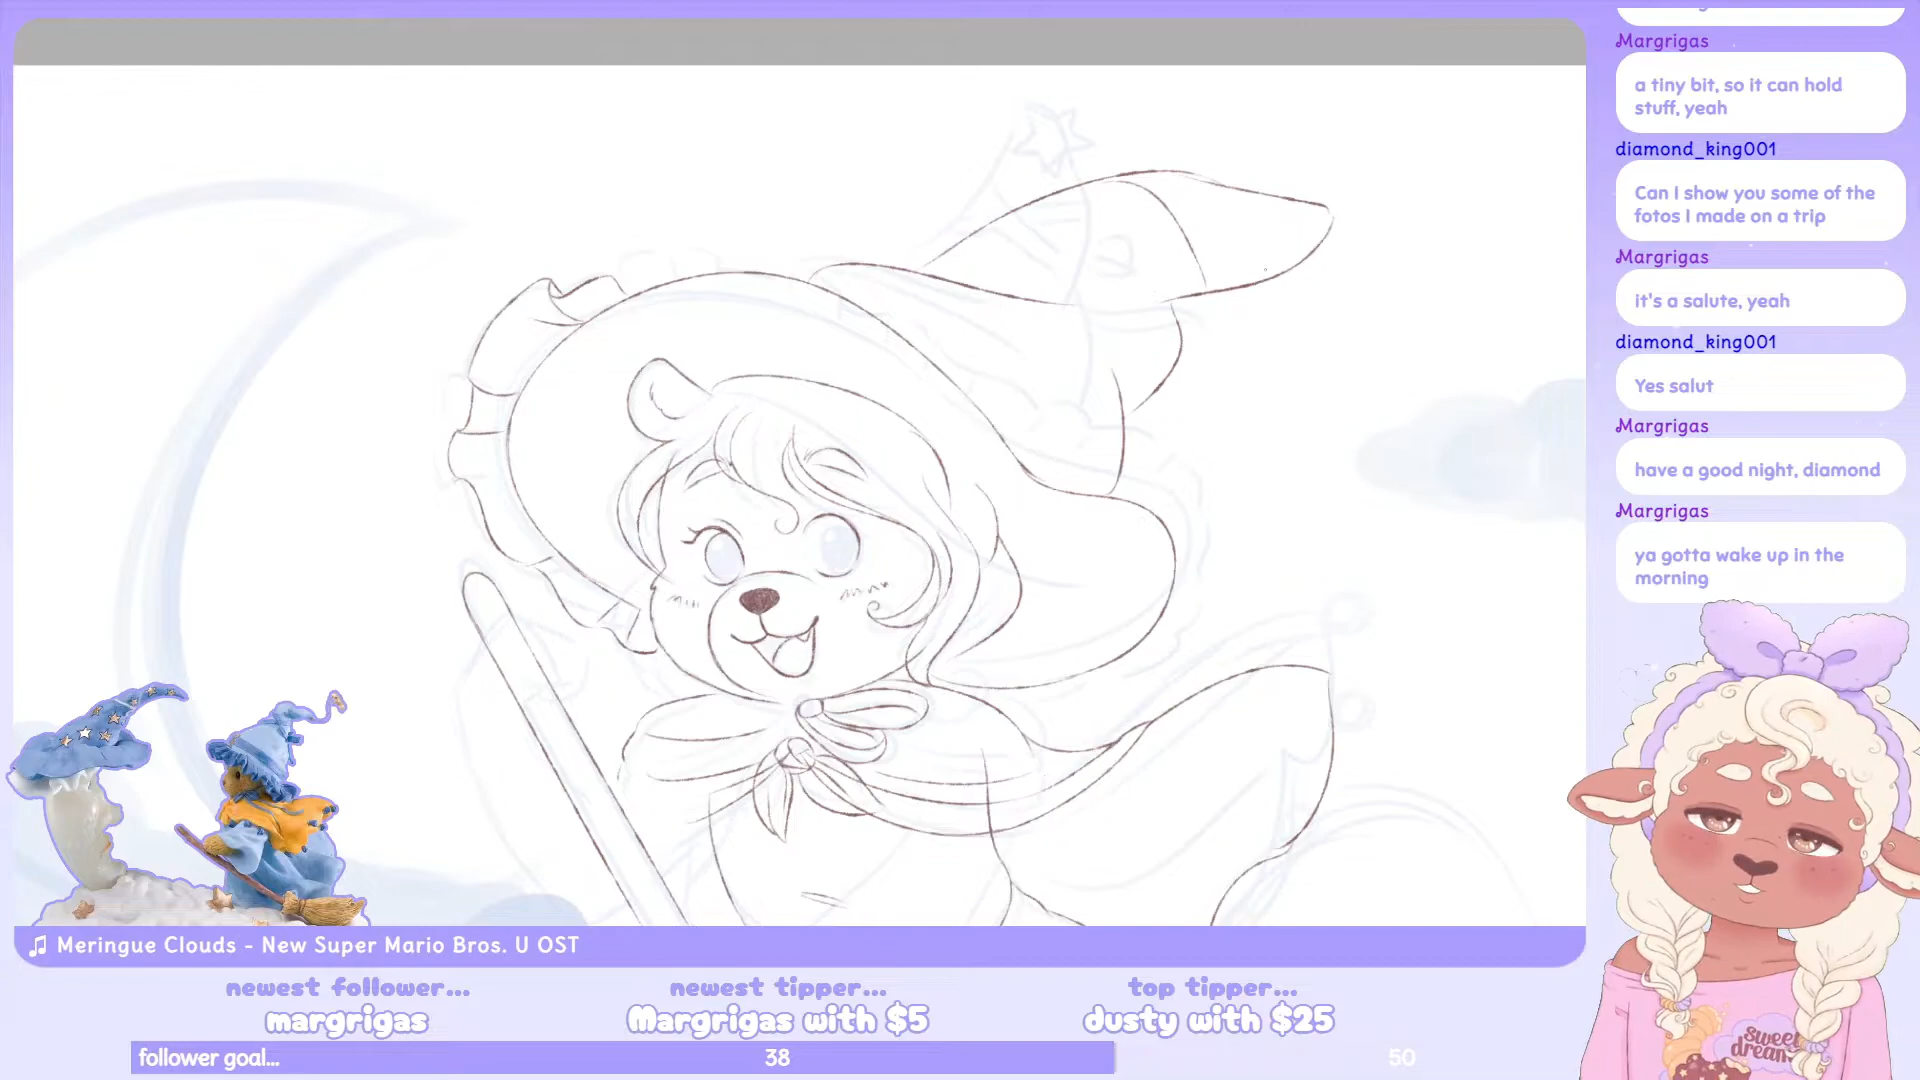 Margrigas
a tiny bit, so it can hold
stuff, yeah
diamond_king001
Can I show you some of the
fotos I made on a trip
Margrigas
it's a salute, yeah
diamond_king001
Yes salut
Margrigas
have a good night, diamond
Margrigas
ya gotta wake up in the
morning
sweet
dream
♫ Meringue Clouds - New Super Mario Bros. U OST
newest follower...
margrigas
newest tipper...
Margrigas with $5
top tipper...
dusty with $25
follower goal...
38
50